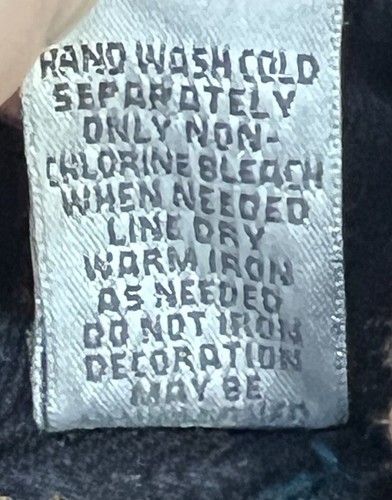 HAND WASH COLD
SEPARATELY
ONLY NON-
CHLORINE BLEACH
WHEN NEEDED
LINE DRY
WARM IRON
AS NEEDED
DO NOT IRON
DECORATION
MAY BE